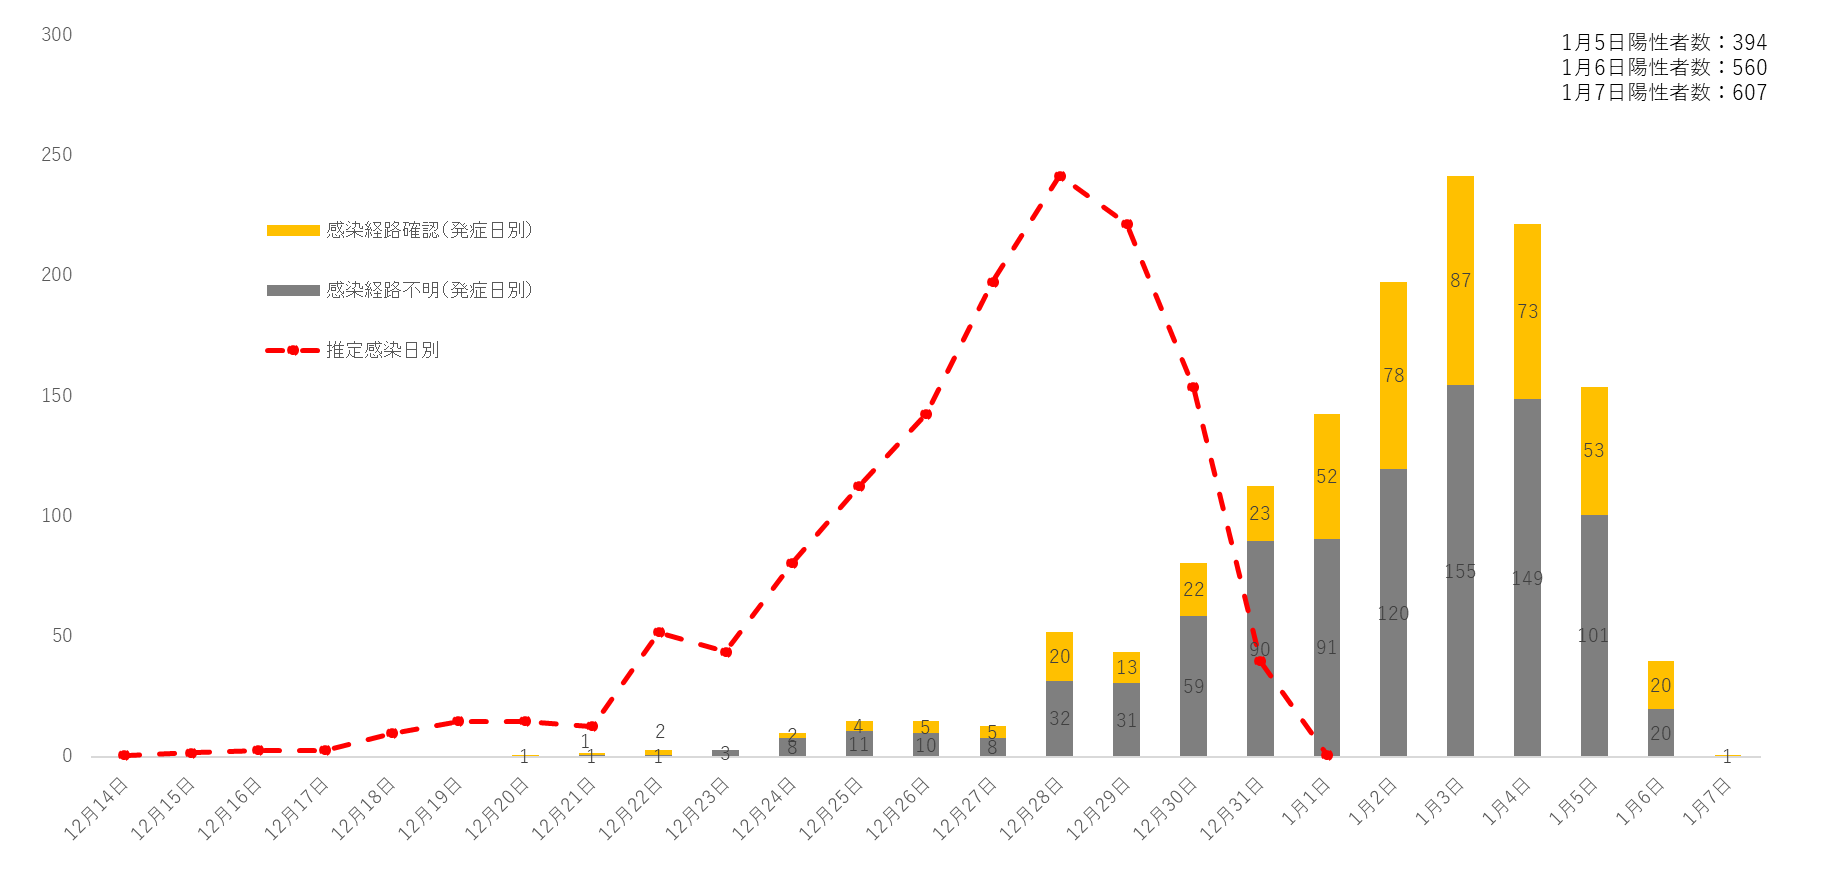 300
1月5日陽性者数：394
1月6日陽性者数：560
1月7日陽性者数：607
250
感染経路確認(発症日別)
200
感染経路不明(発症日別)
推定感染日別
150
100
50
0
87
73
78
53
52
23
155
22
149
120
101
90
91
20
13
59
20
32
31
20
2
4
5
5
2
1
8
11
10
8
3
1
1
1
1
12月14日
12月15日
12月16日
12月17日
12月18日
12月19日
12月20日
12月21日
12月22日
12月23日
12月24日
12月25日
12月26日
12月27日
12月28日
12月29日
12月30日
12月31日
1月1日
1月2日
1月3日
1月4日
1月5日
1月6日
1月7日